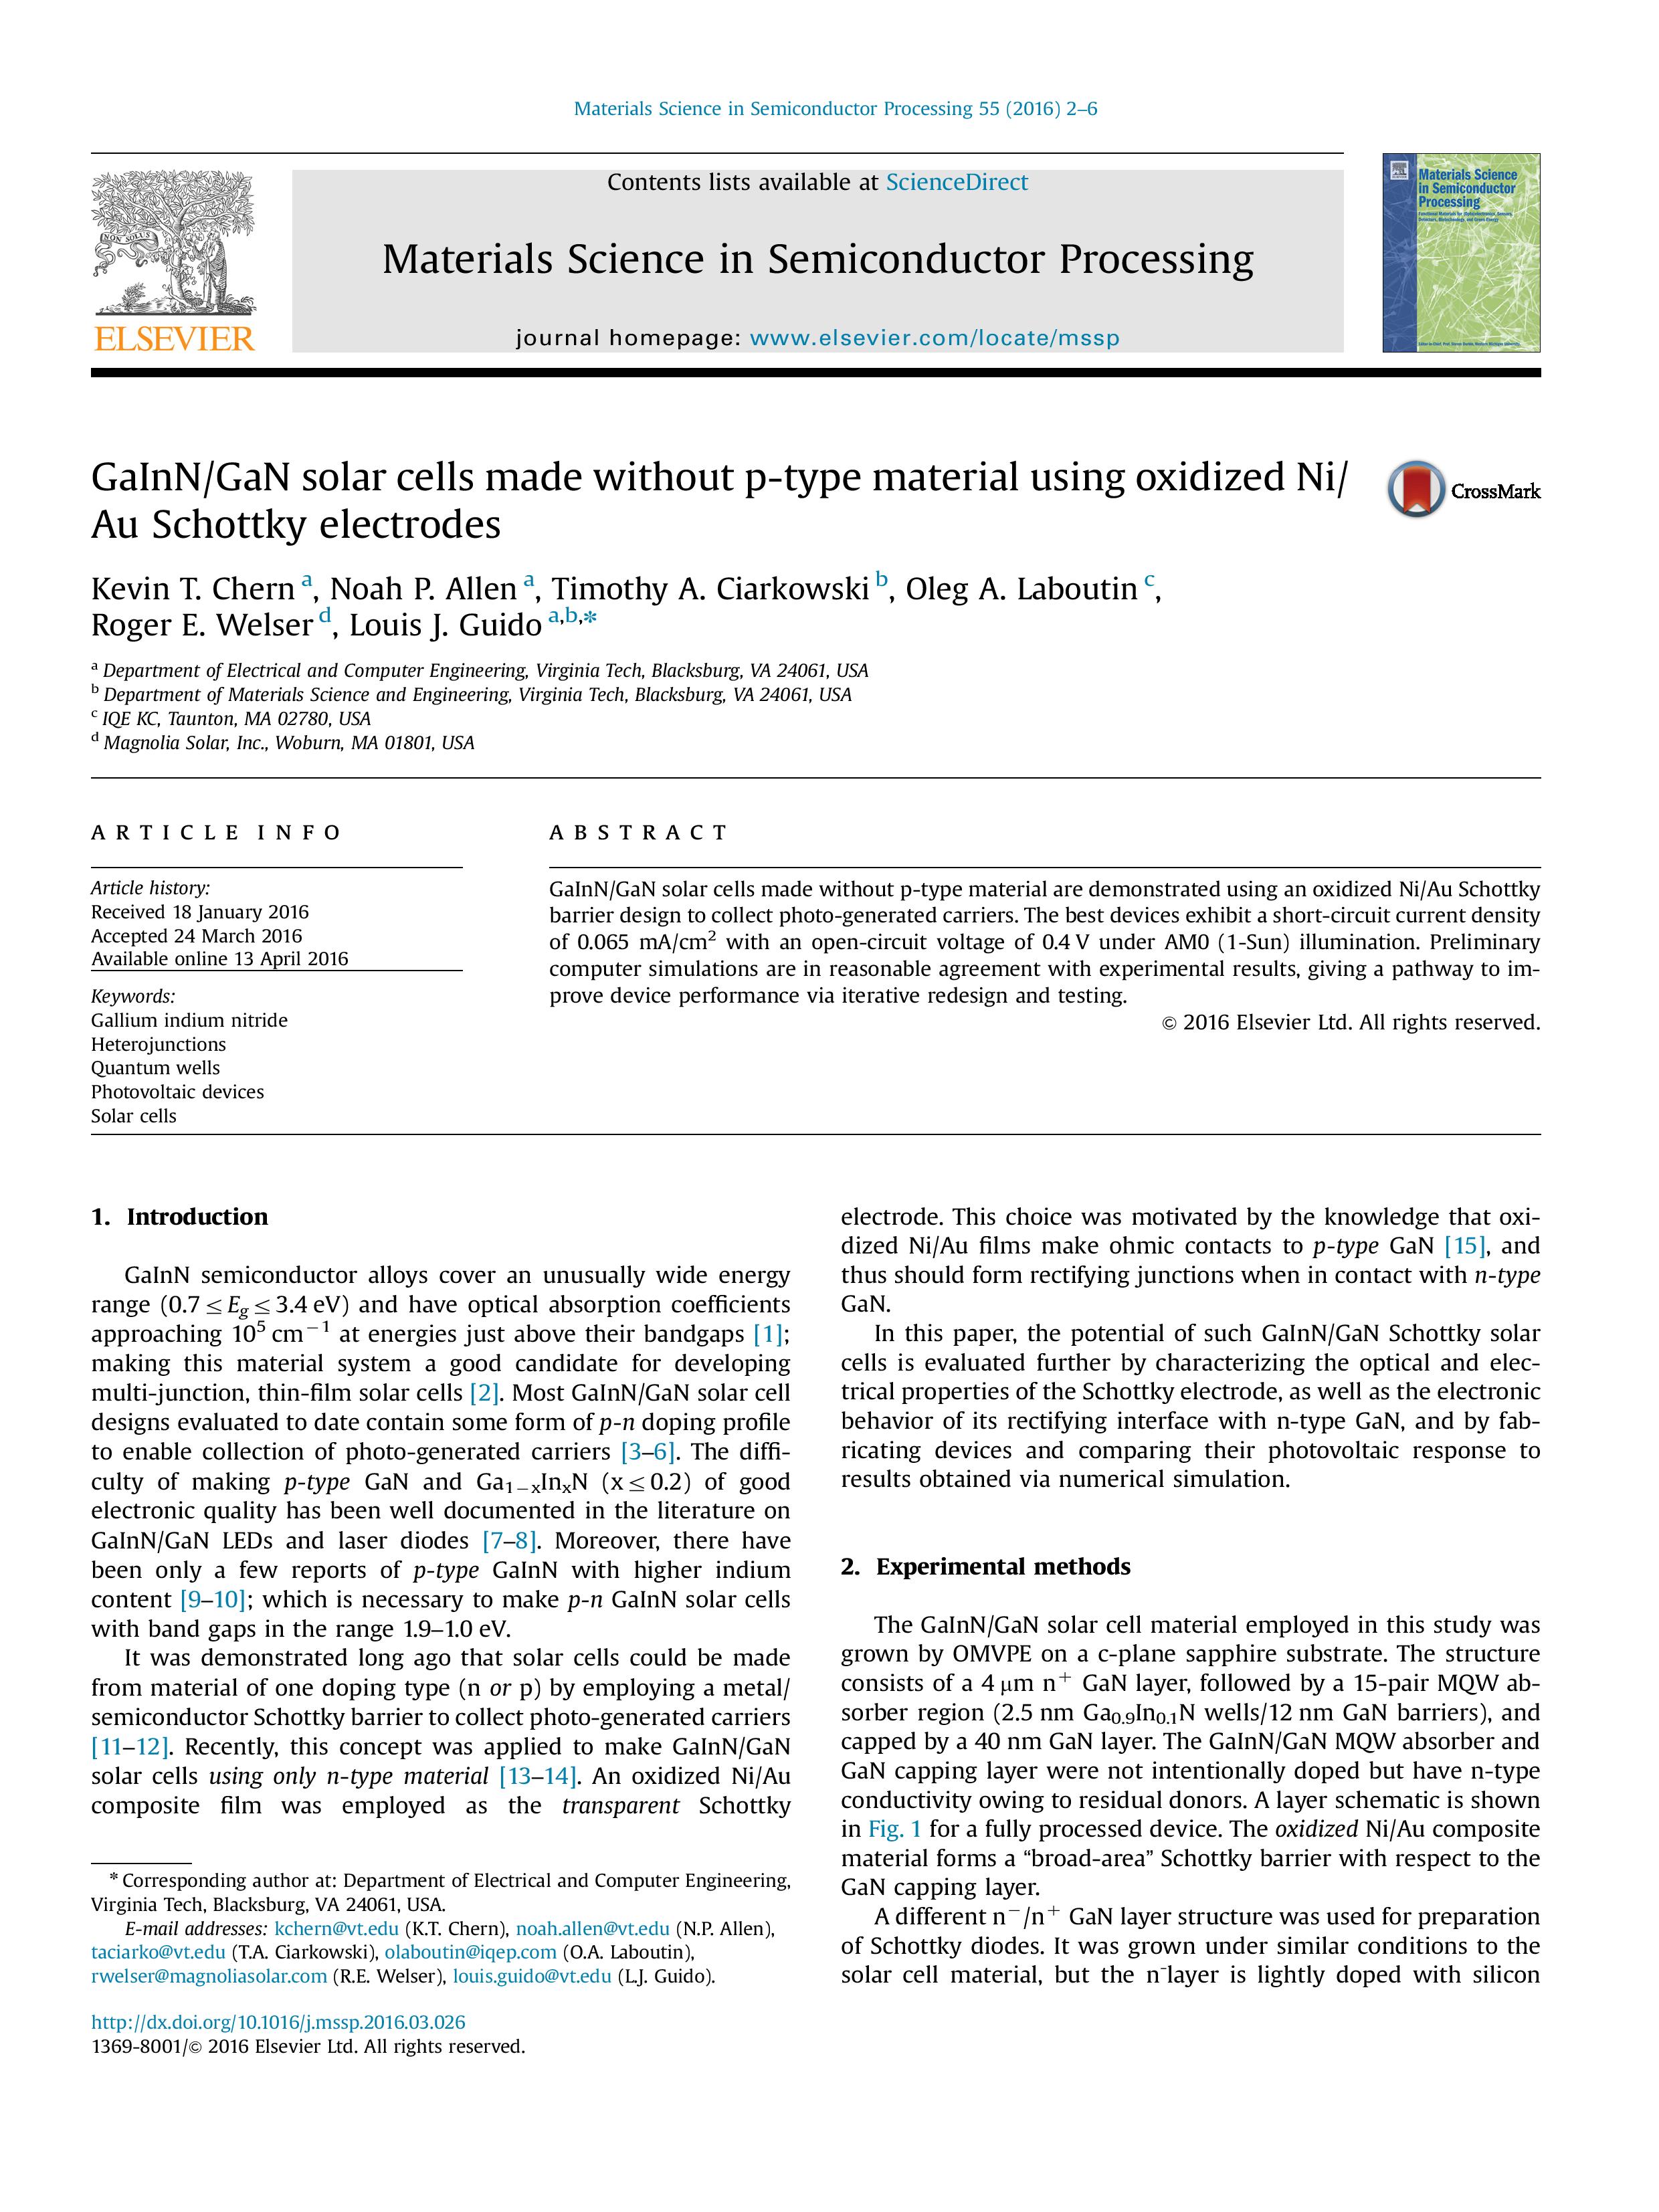 Materials Science in Semiconductor Processing 55 (2016) 2–6
Contents lists available at ScienceDirect
Materials Science in Semiconductor Processing
journal homepage: www.elsevier.com/locate/mssp
NON SOLUS
ELSEVIER
Materials Science
in Semiconductor
Processing
GaInN/GaN solar cells made without p-type material using oxidized Ni/
Au Schottky electrodes
CrossMark
Kevin T. Chern a, Noah P. Allen a, Timothy A. Ciarkowski b, Oleg A. Laboutin c,
Roger E. Welser d, Louis J. Guido a,b,*
a Department of Electrical and Computer Engineering, Virginia Tech, Blacksburg, VA 24061, USA
b Department of Materials Science and Engineering, Virginia Tech, Blacksburg, VA 24061, USA
c IQE KC, Taunton, MA 02780, USA
d Magnolia Solar, Inc., Woburn, MA 01801, USA
ARTICLE INFO
Article history:
Received 18 January 2016
Accepted 24 March 2016
Available online 13 April 2016
Keywords:
Gallium indium nitride
Heterojunctions
Quantum wells
Photovoltaic devices
Solar cells
ABSTRACT
GaInN/GaN solar cells made without p-type material are demonstrated using an oxidized Ni/Au Schottky
barrier design to collect photo-generated carriers. The best devices exhibit a short-circuit current density
of 0.065 mA/cm² with an open-circuit voltage of 0.4 V under AM0 (1-Sun) illumination. Preliminary
computer simulations are in reasonable agreement with experimental results, giving a pathway to im-
prove device performance via iterative redesign and testing.
© 2016 Elsevier Ltd. All rights reserved.
1. Introduction
GaInN semiconductor alloys cover an unusually wide energy
range (0.7 ≤ Eg ≤ 3.4 eV) and have optical absorption coefficients
approaching 10⁵ cm⁻¹ at energies just above their bandgaps [1];
making this material system a good candidate for developing
multi-junction, thin-film solar cells [2]. Most GaInN/GaN solar cell
designs evaluated to date contain some form of p-n doping profile
to enable collection of photo-generated carriers [3–6]. The diffi-
culty of making p-type GaN and Ga₁₋ₓInₓN (x ≤ 0.2) of good
electronic quality has been well documented in the literature on
GaInN/GaN LEDs and laser diodes [7–8]. Moreover, there have
been only a few reports of p-type GaInN with higher indium
content [9–10]; which is necessary to make p-n GaInN solar cells
with band gaps in the range 1.9–1.0 eV.
It was demonstrated long ago that solar cells could be made
from material of one doping type (n or p) by employing a metal/
semiconductor Schottky barrier to collect photo-generated carriers
[11–12]. Recently, this concept was applied to make GaInN/GaN
solar cells using only n-type material [13–14]. An oxidized Ni/Au
composite film was employed as the transparent Schottky
electrode. This choice was motivated by the knowledge that oxi-
dized Ni/Au films make ohmic contacts to p-type GaN [15], and
thus should form rectifying junctions when in contact with n-type
GaN.
In this paper, the potential of such GaInN/GaN Schottky solar
cells is evaluated further by characterizing the optical and elec-
trical properties of the Schottky electrode, as well as the electronic
behavior of its rectifying interface with n-type GaN, and by fab-
ricating devices and comparing their photovoltaic response to
results obtained via numerical simulation.
2. Experimental methods
The GaInN/GaN solar cell material employed in this study was
grown by OMVPE on a c-plane sapphire substrate. The structure
consists of a 4 μm n⁺ GaN layer, followed by a 15-pair MQW ab-
sorber region (2.5 nm Ga₀.₉In₀.₁N wells/12 nm GaN barriers), and
capped by a 40 nm GaN layer. The GaInN/GaN MQW absorber and
GaN capping layer were not intentionally doped but have n-type
conductivity owing to residual donors. A layer schematic is shown
in Fig. 1 for a fully processed device. The oxidized Ni/Au composite
material forms a “broad-area” Schottky barrier with respect to the
GaN capping layer.
A different n⁻/n⁺ GaN layer structure was used for preparation
of Schottky diodes. It was grown under similar conditions to the
solar cell material, but the n⁻layer is lightly doped with silicon
* Corresponding author at: Department of Electrical and Computer Engineering,
Virginia Tech, Blacksburg, VA 24061, USA.
E-mail addresses: kchern@vt.edu (K.T. Chern), noah.allen@vt.edu (N.P. Allen),
taciarko@vt.edu (T.A. Ciarkowski), olaboutin@iqep.com (O.A. Laboutin),
rwelser@magnoliasolar.com (R.E. Welser), louis.guido@vt.edu (L.J. Guido).
http://dx.doi.org/10.1016/j.mssp.2016.03.026
1369-8001/© 2016 Elsevier Ltd. All rights reserved.